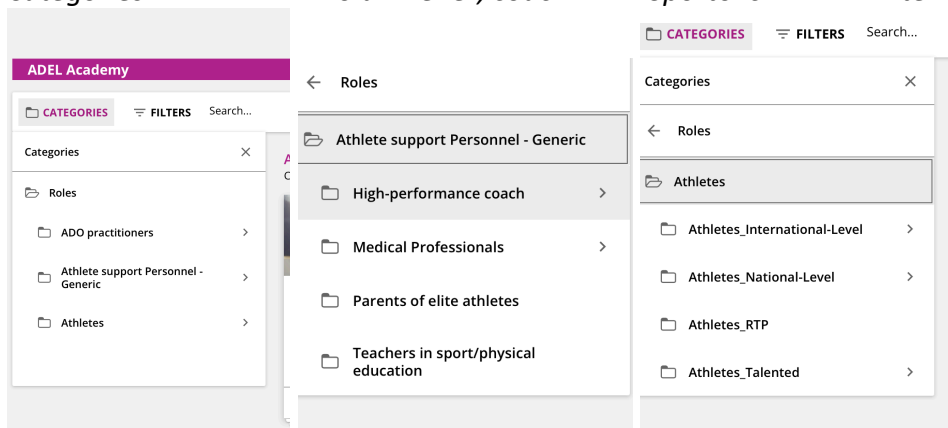 ADEL Academy
CATEGORIES
FILTERS
Search...
Categories
Roles
ADO practitioners
Athlete support Personnel -
Generic
Athletes
Roles
Athlete support Personnel - Generic
High-performance coach
Medical Professionals
Parents of elite athletes
Teachers in sport/physical
education
CATEGORIES
FILTERS
Search...
Categories
Roles
Athletes
Athletes_International-Level
Athletes_National-Level
Athletes_RTP
Athletes_Talented